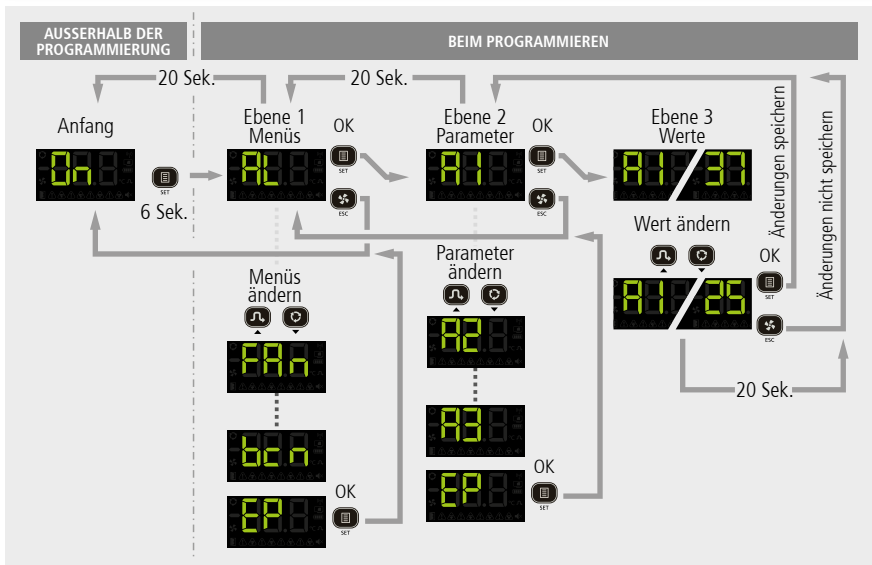 AUSSERHALB DER
PROGRAMMIERUNG
BEIM PROGRAMMIEREN
20 Sek.
20 Sek.
Anfang
Ebene 1
Menüs
OK
Ebene 2
Parameter
OK
Ebene 3
Werte
On
SET
AL
SET
A1
SET
A1 37
6 Sek.
ESC
ESC
Wert ändern
Änderungen speichern
Änderungen nicht speichern
Menüs
ändern
Parameter
ändern
OK
A1 25
SET
ESC
FAn
A2
20 Sek.
bcn
A3
OK
EP
SET
OK
EP
SET